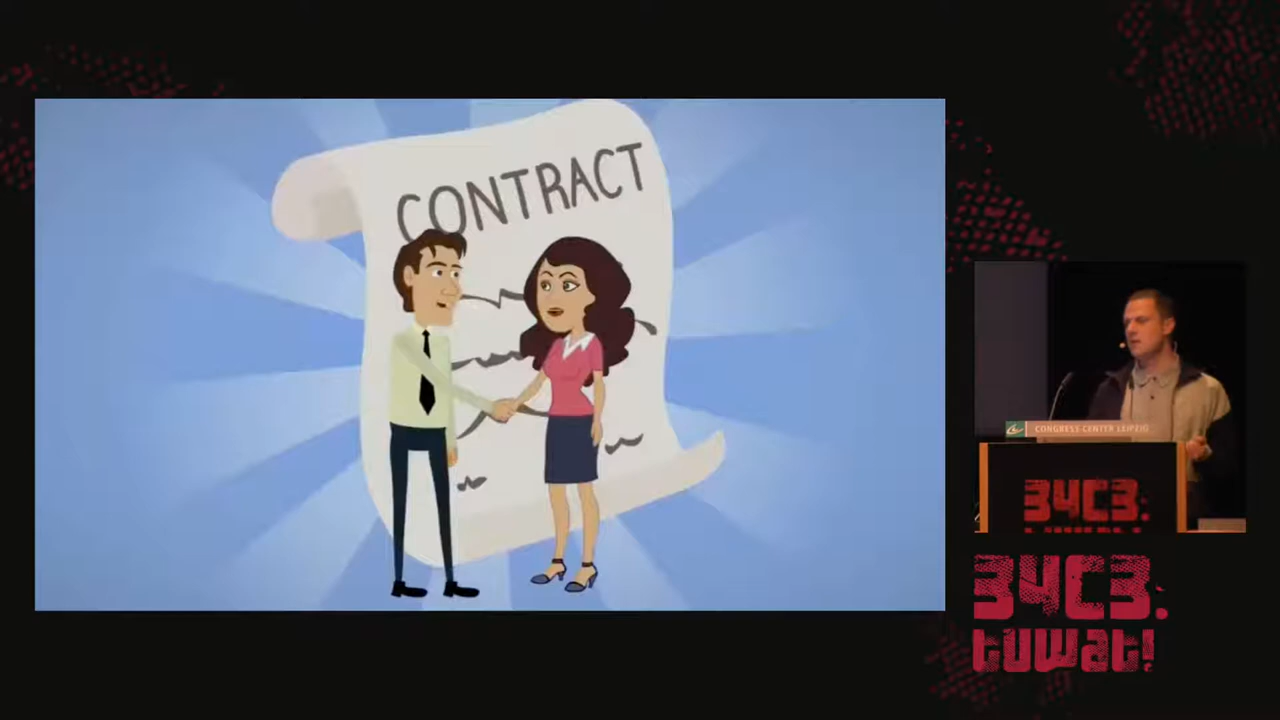 CONTRACT
CONGRESS CENTER LEIPZIG
34C3:
34C3:
tuwat!